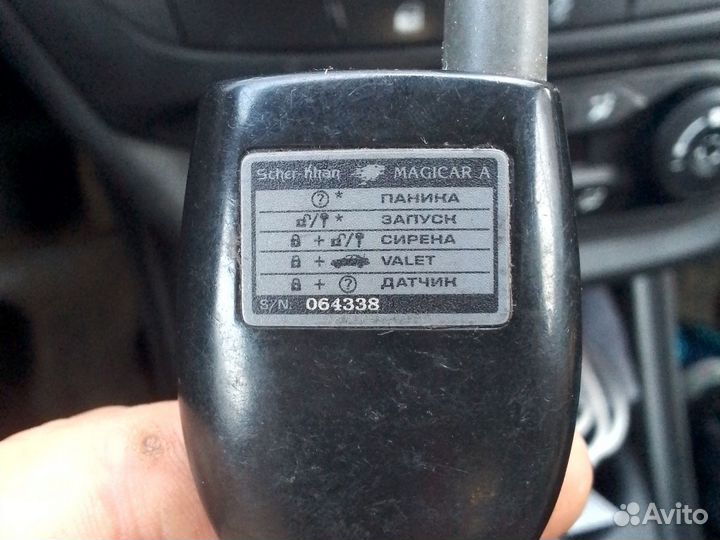 Scher-Khan MAGICAR A
?* ПАНИКА
/ * ЗАПУСК
+ / СИРЕНА
+ VALET
+ ? ДАТЧИК
S/N. 064338
Avito